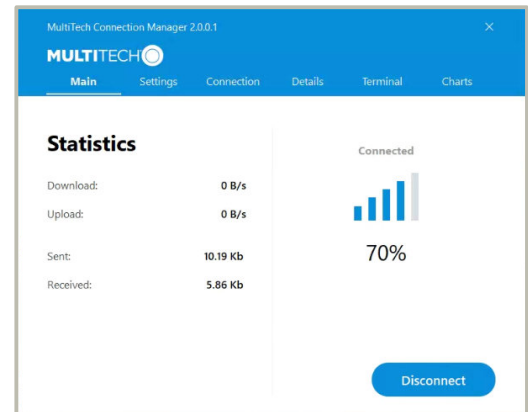 MultiTech Connection Manager 2.0.0.1
MULTITECH
Main Settings Connection Details Terminal Charts
Statistics
Connected
Download: 0 B/s
Upload: 0 B/s
70%
Sent: 10.19 Kb
Received: 5.86 Kb
Disconnect